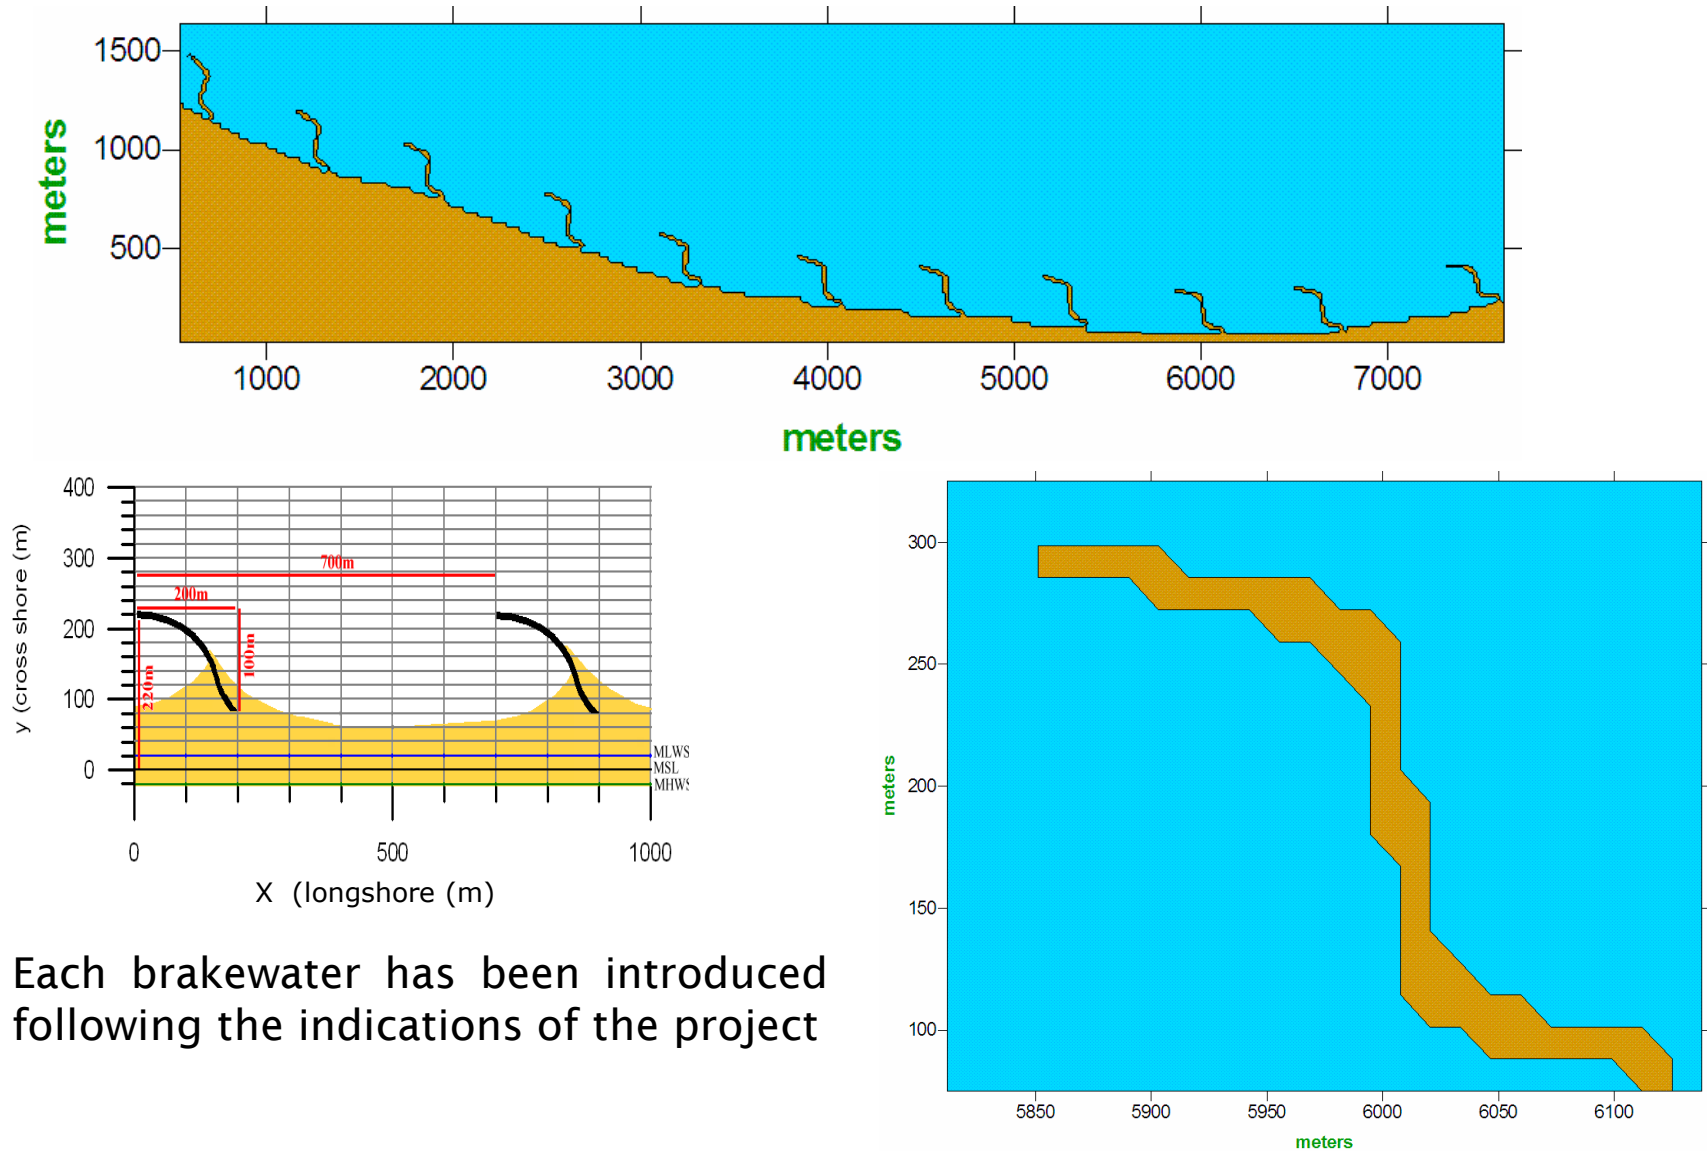 1500
1000
500
meters
1000 2000 3000 4000 5000 6000 7000
meters
400
300
200
100
0
y (cross shore (m)
700m
200m
100m
220m
MLWS
MSL
MHWS
0 500 1000
X (longshore (m)
Each brakewater has been introduced
following the indications of the project
300
250
200
150
100
meters
5850 5900 5950 6000 6050 6100
meters